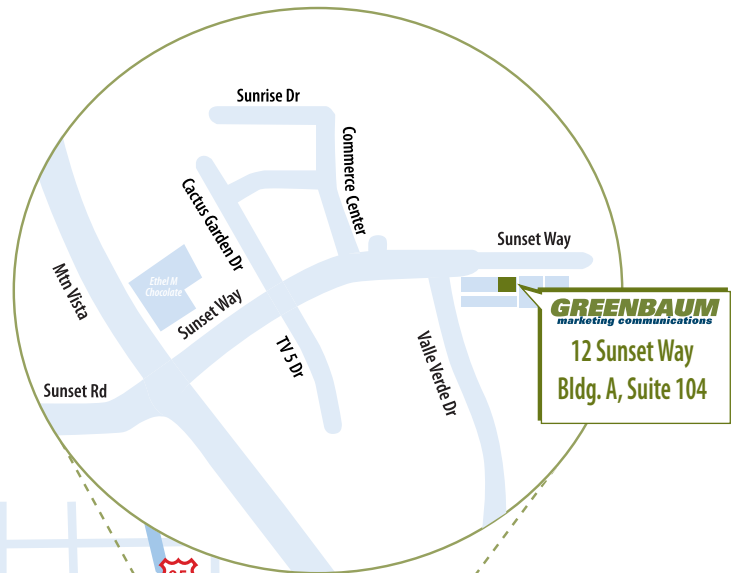 Sunrise Dr
Commerce Center
Cactus Garden Dr
Sunset Way
Mtn Vista
Ethel M
Chocolate
Sunset Way
GREENBAUM
marketing communications
12 Sunset Way
Bldg. A, Suite 104
TV 5 Dr
Valle Verde Dr
Sunset Rd